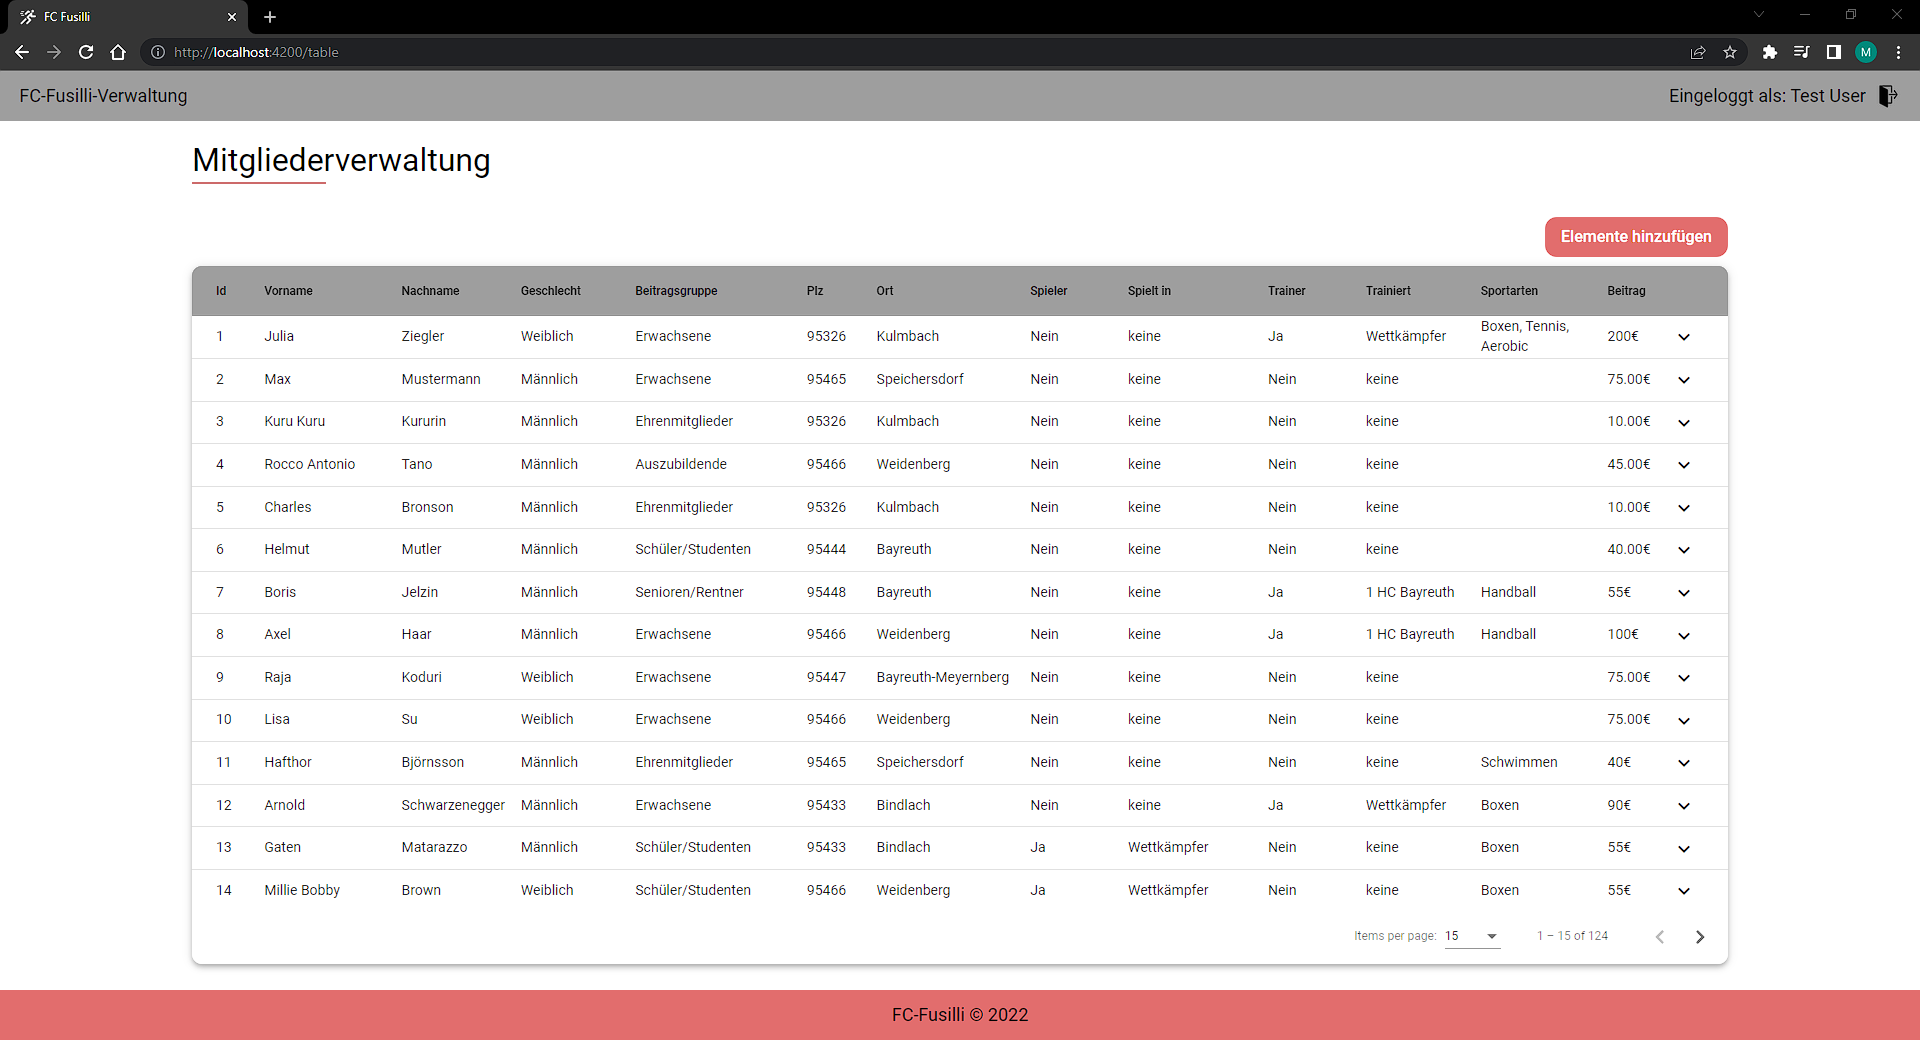 FC Fusilli
http://localhost:4200/table
M
FC-Fusilli-Verwaltung
Eingeloggt als: Test User
Mitgliederverwaltung
Elemente hinzufügen
Id Vorname Nachname Geschlecht Beitragsgruppe Plz Ort Spieler Spielt in Trainer Trainiert Sportarten Beitrag
1 Julia Ziegler Weiblich Erwachsene 95326 Kulmbach Nein keine Ja Wettkämpfer Boxen, Tennis, 200€
Aerobic
2 Max Mustermann Männlich Erwachsene 95465 Speichersdorf Nein keine Nein keine 75.00€
3 Kuru Kuru Kururin Männlich Ehrenmitglieder 95326 Kulmbach Nein keine Nein keine 10.00€
4 Rocco Antonio Tano Männlich Auszubildende 95466 Weidenberg Nein keine Nein keine 45.00€
5 Charles Bronson Männlich Ehrenmitglieder 95326 Kulmbach Nein keine Nein keine 10.00€
6 Helmut Mutler Männlich Schüler/Studenten 95444 Bayreuth Nein keine Nein keine 40.00€
7 Boris Jelzin Männlich Senioren/Rentner 95448 Bayreuth Nein keine Ja 1 HC Bayreuth Handball 55€
8 Axel Haar Männlich Erwachsene 95466 Weidenberg Nein keine Ja 1 HC Bayreuth Handball 100€
9 Raja Koduri Weiblich Erwachsene 95447 Bayreuth-Meyernberg Nein keine Nein keine 75.00€
10 Lisa Su Weiblich Erwachsene 95466 Weidenberg Nein keine Nein keine 75.00€
11 Hafthor Björnsson Männlich Ehrenmitglieder 95465 Speichersdorf Nein keine Nein keine Schwimmen 40€
12 Arnold Schwarzenegger Männlich Erwachsene 95433 Bindlach Nein keine Ja Wettkämpfer Boxen 90€
13 Gaten Matarazzo Männlich Schüler/Studenten 95433 Bindlach Ja Wettkämpfer Nein keine Boxen 55€
14 Millie Bobby Brown Weiblich Schüler/Studenten 95466 Weidenberg Ja Wettkämpfer Nein keine Boxen 55€
Items per page: 15 1 – 15 of 124
FC-Fusilli © 2022